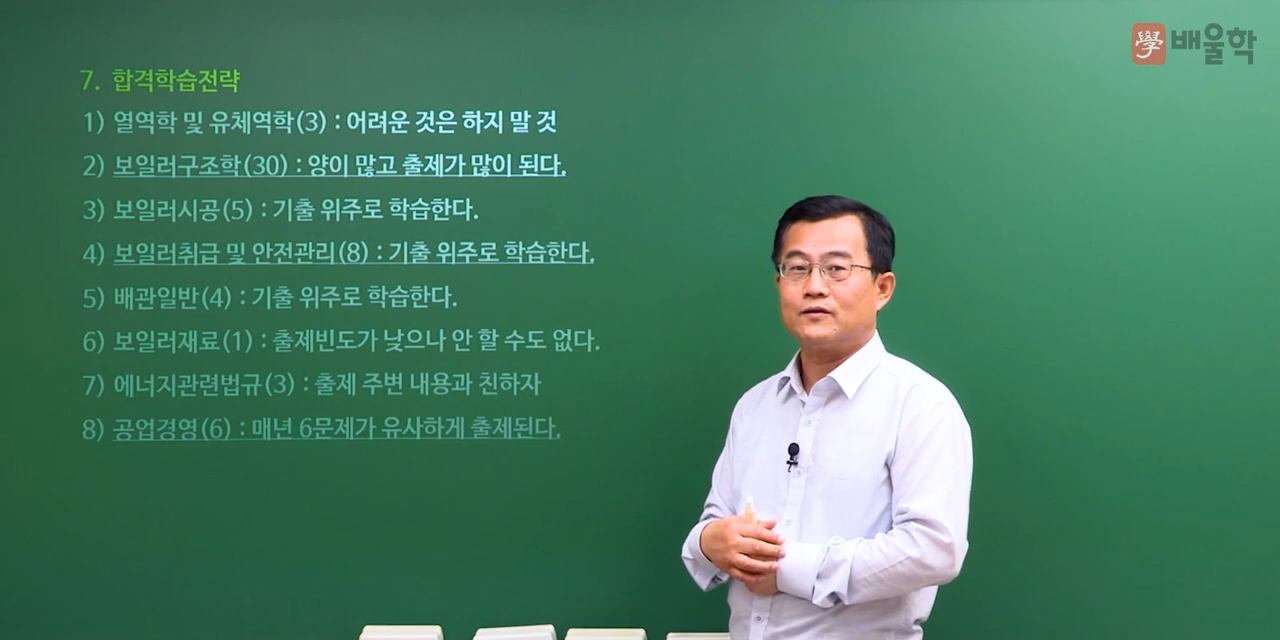 學 배울학
7. 합격학습전략
1) 열역학 및 유체역학(3) : 어려운 것은 하지 말 것
2) 보일러구조학(30) : 양이 많고 출제가 많이 된다.
3) 보일러시공(5) : 기출 위주로 학습한다.
4) 보일러취급 및 안전관리(8) : 기출 위주로 학습한다.
5) 배관일반(4) : 기출 위주로 학습한다.
6) 보일러재료(1) : 출제빈도가 낮으나 안 할 수도 없다.
7) 에너지관련법규(3) : 출제 주변 내용과 친하자
8) 공업경영(6) : 매년 6문제가 유사하게 출제된다.